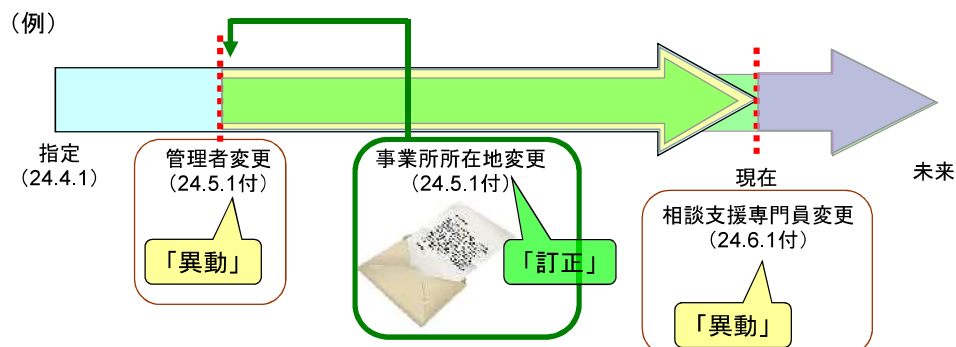 （例）
指定
（24.4.1）
管理者変更
（24.5.1付）
「異動」
事業所所在地変更
（24.5.1付）
「訂正」
現在
相談支援専門員変更
（24.6.1付）
「異動」
未来